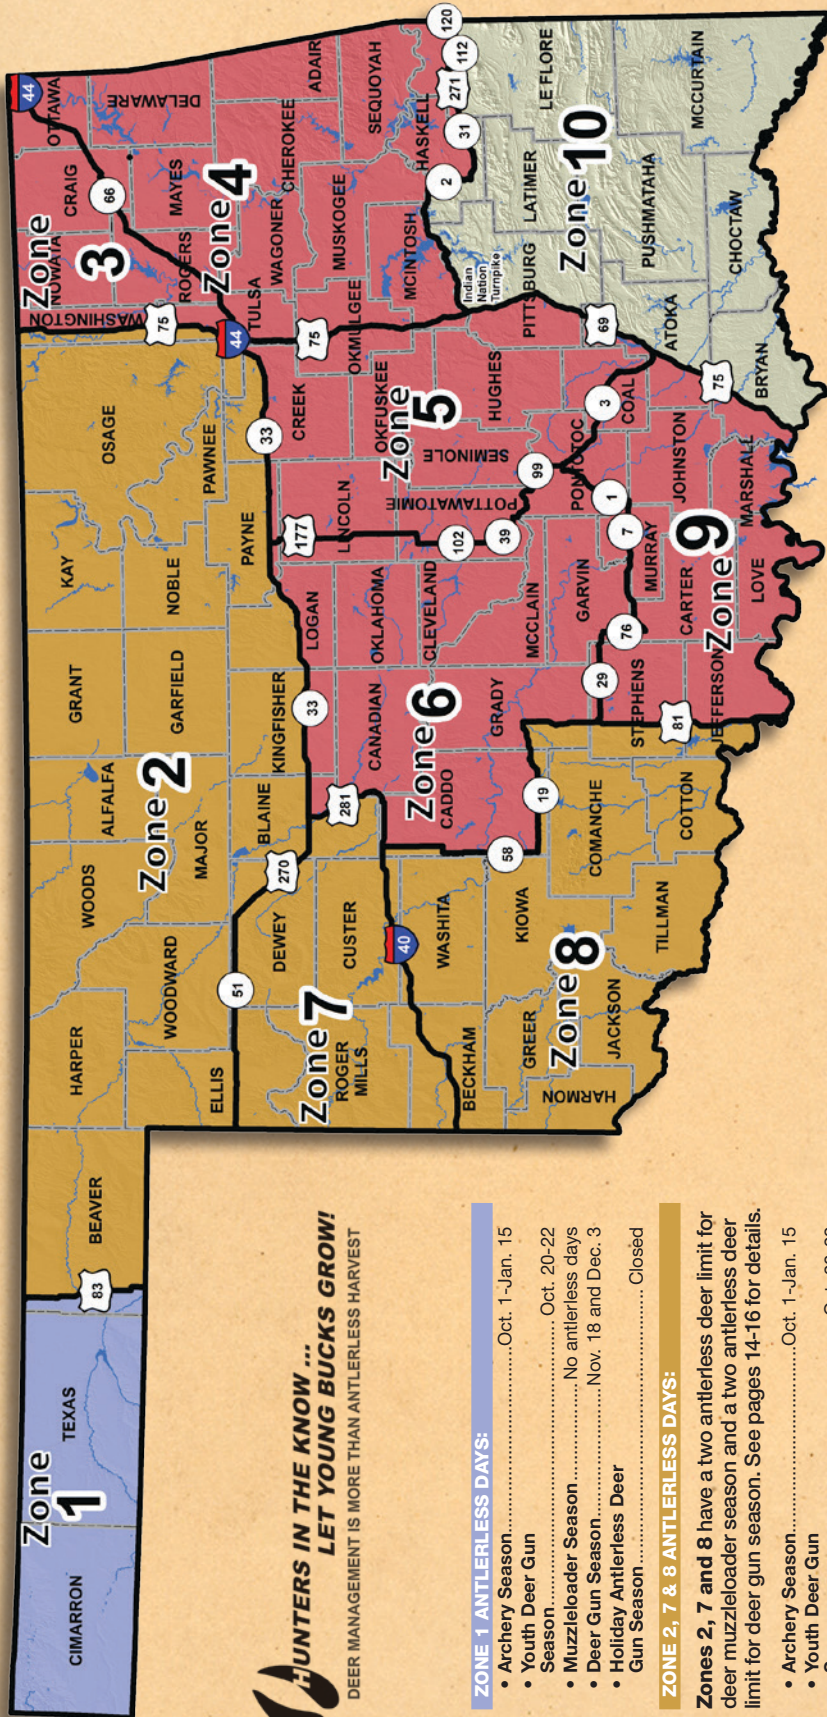 Zone
1
CIMARRON
TEXAS
83
BEAVER
HARPER
ELLIS
WOODWARD
WOODS
ALFALFA
Zone 2
MAJOR
GRANT
GARFIELD
KAY
NOBLE
OSAGE
PAWNEE
PAYNE
KINGFISHER
BLAINE
51
270
33
33
177
281
DEWEY
CUSTER
Zone 7
ROGER
MILLS
40
WASHITA
BECKHAM
KIOWA
GREER
Zone 8
HARMON
JACKSON
TILLMAN
COMANCHE
COTTON
58
19
Zone 6
CADDO
CANADIAN
GRADY
LOGAN
OKLAHOMA
CLEVELAND
MCCLAIN
GARVIN
29
76
7
1
81
STEPHENS
JEFFERSON
MURRAY
CARTER
LOVE
Zone 9
JOHNSTON
MARSHALL
102
39
99
3
LINCOLN
POTTAWATOMIE
SEMINOLE
PONTOTOC
COAL
CREEK
OKFUSKEE
Zone
5
HUGHES
OKMULGEE
75
44
75
WASHINGTON
Zone
3
NOWATA
CRAIG
66
44
OTTAWA
DELAWARE
MAYES
ROGERS
Zone 4
TULSA
WAGONER
CHEROKEE
ADAIR
MUSKOGEE
SEQUOYAH
MCINTOSH
HASKELL
2
31
271
112
120
Indian
Nation
Turnpike
PITTSBURG
69
75
LATIMER
LE FLORE
Zone 10
PUSHMATAHA
MCCURTAIN
ATOKA
CHOCTAW
BRYAN
HUNTERS IN THE KNOW ...
LET YOUNG BUCKS GROW!
DEER MANAGEMENT IS MORE THAN ANTLERLESS HARVEST
ZONE 1 ANTLERLESS DAYS:
• Archery Season..............................Oct. 1-Jan. 15
• Youth Deer Gun
Season.......................................... Oct. 20-22
• Muzzleloader Season...............No antlerless days
• Deer Gun Season....................Nov. 18 and Dec. 3
• Holiday Antlerless Deer
Gun Season ........................................... Closed
ZONE 2, 7 & 8 ANTLERLESS DAYS:
Zones 2, 7 and 8 have a two antlerless deer limit for
deer muzzleloader season and a two antlerless deer
limit for deer gun season. See pages 14-16 for details.
• Archery Season..............................Oct. 1-Jan. 15
• Youth Deer Gun